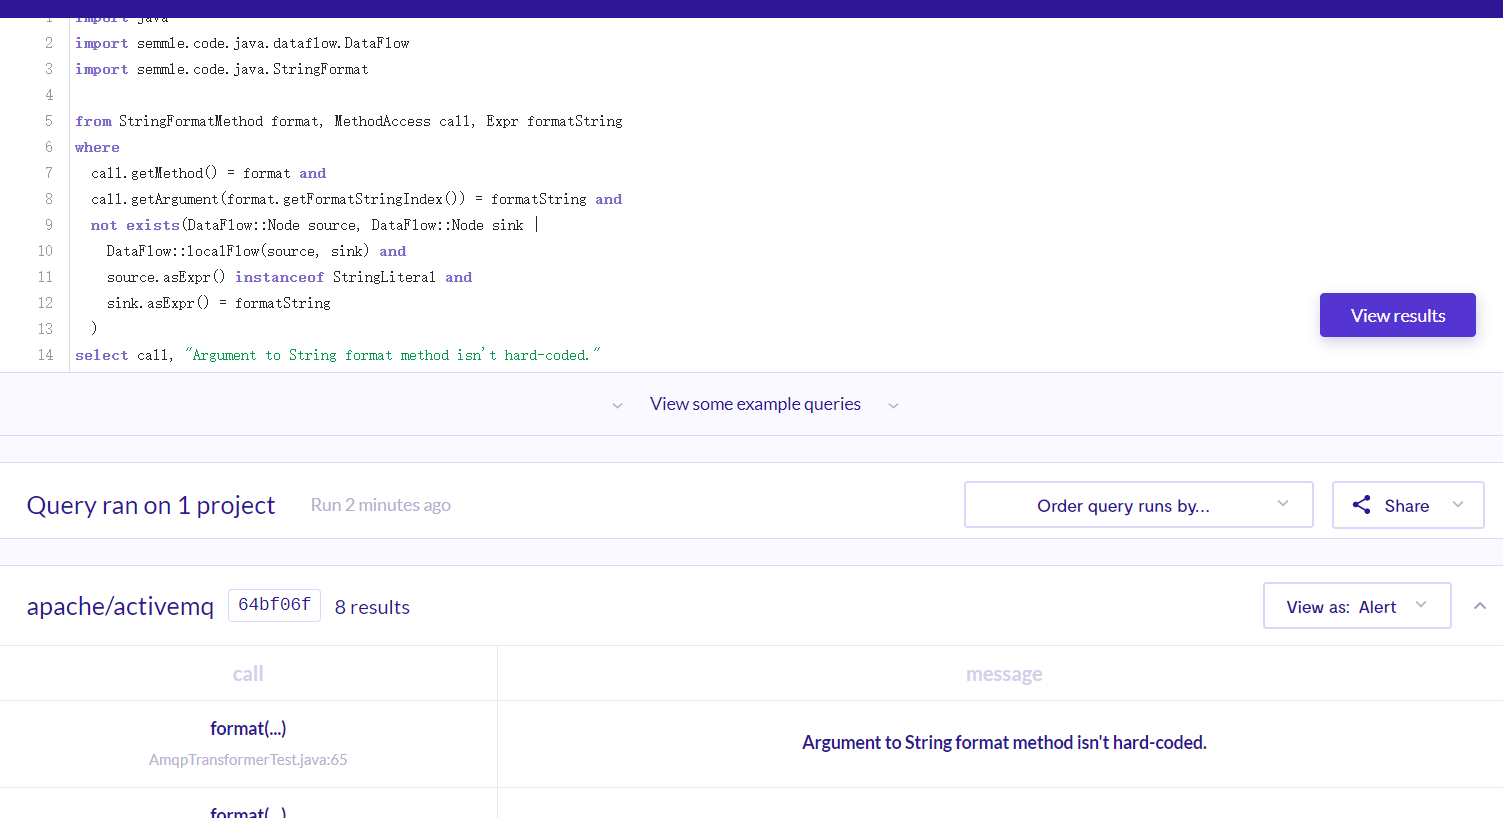 1 import java
2 import semmle.code.java.dataflow.DataFlow
3 import semmle.code.java.StringFormat
4
5 from StringFormatMethod format, MethodAccess call, Expr formatString
6 where
7 call.getMethod() = format and
8 call.getArgument(format.getFormatStringIndex()) = formatString and
9 not exists(DataFlow::Node source, DataFlow::Node sink |
10 DataFlow::localFlow(source, sink) and
11 source.asExpr() instanceof StringLiteral and
12 sink.asExpr() = formatString
13 )
14 select call, "Argument to String format method isn't hard-coded."
View results
View some example queries
Query ran on 1 project Run 2 minutes ago Order query runs by... Share
apache/activemq 64bf06f 8 results View as: Alert
call message
format(...)
AmqpTransformerTest.java:65
Argument to String format method isn't hard-coded.
format(...)